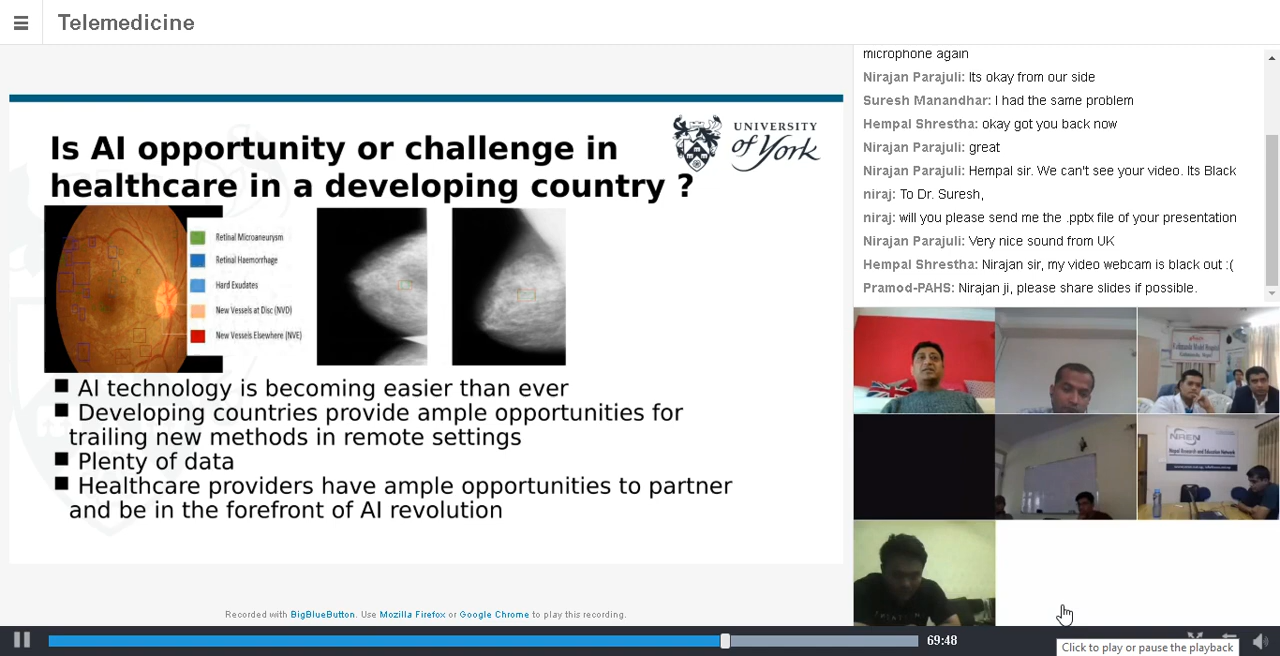 Telemedicine
Is AI opportunity or challenge in
healthcare in a developing country ?
UNIVERSITY
of York
Retinal Microaneurysm
Retinal Haemorrhage
Hard Exudates
New Vessels at Disc (NVD)
New Vessels Elsewhere (NVE)
AI technology is becoming easier than ever
Developing countries provide ample opportunities for
trailing new methods in remote settings
Plenty of data
Healthcare providers have ample opportunities to partner
and be in the forefront of AI revolution
Recorded with BigBlueButton. Use Mozilla Firefox or Google Chrome to play this recording.
microphone again
Nirajan Parajuli: Its okay from our side
Suresh Manandhar: I had the same problem
Hempal Shrestha: okay got you back now
Nirajan Parajuli: great
Nirajan Parajuli: Hempal sir. We can't see your video. Its Black
niraj: To Dr. Suresh,
niraj: will you please send me the .pptx file of your presentation
Nirajan Parajuli: Very nice sound from UK
Hempal Shrestha: Nirajan sir, my video webcam is black out :(
Pramod-PAHS: Nirajan ji, please share slides if possible.
Model Hospital
NREN
Nepal Research and Education Network
69:48
Click to play or pause the playback